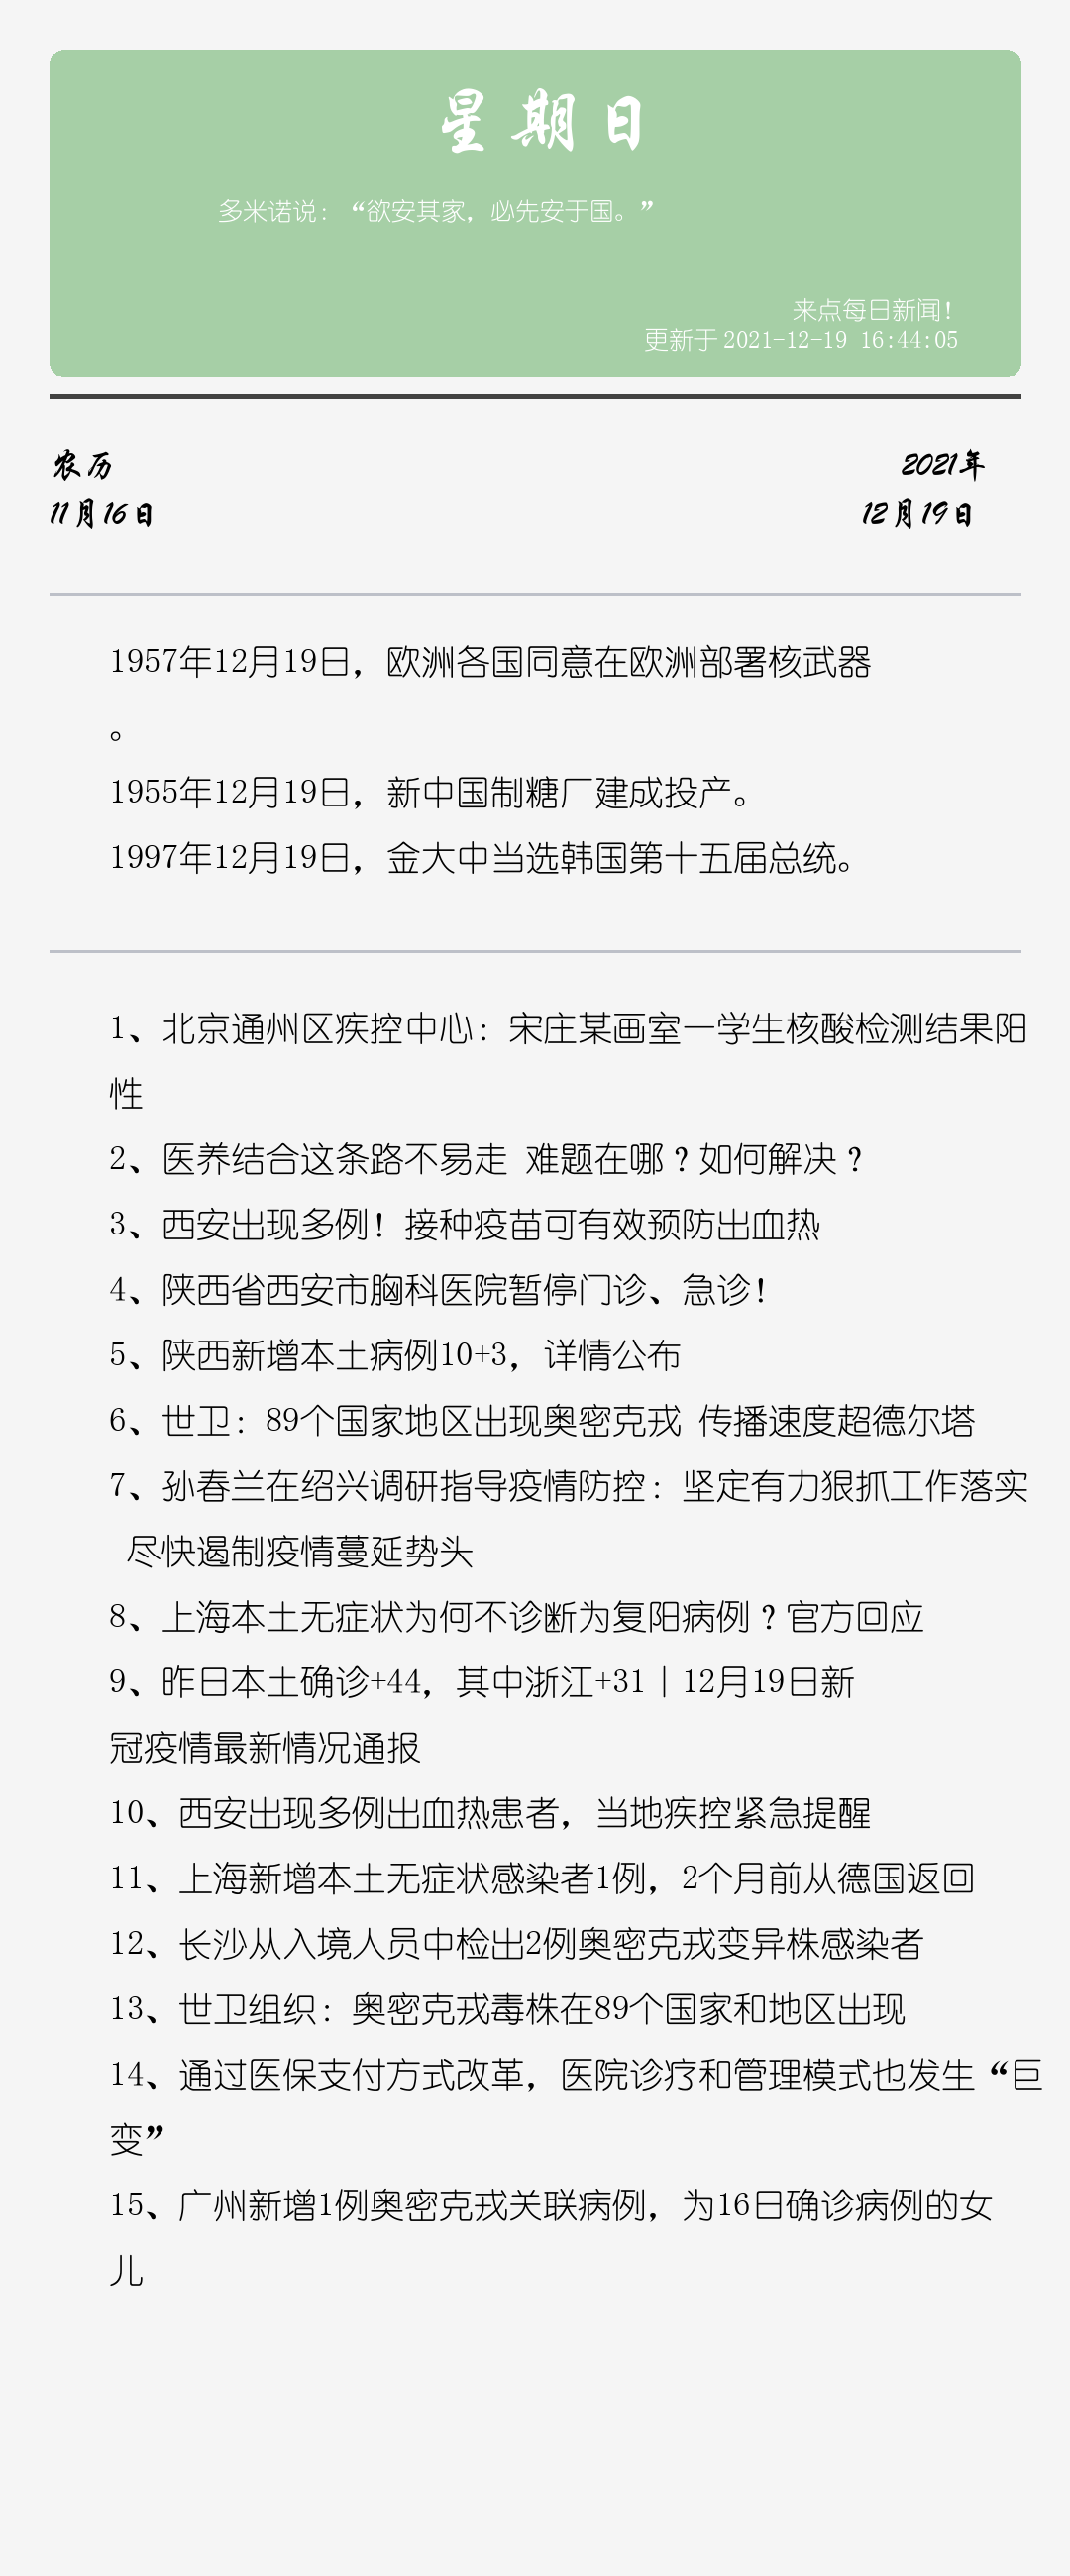 星期日
多米诺说：“欲安其家，必先安于国。”
来点每日新闻！
更新于 2021-12-19 16:44:05
农历
2021年
11月16日
12月19日
1957年12月19日，欧洲各国同意在欧洲部署核武器
。
1955年12月19日，新中国制糖厂建成投产。
1997年12月19日，金大中当选韩国第十五届总统。
1、北京通州区疾控中心：宋庄某画室一学生核酸检测结果阳
性
2、医养结合这条路不易走 难题在哪？如何解决？
3、西安出现多例！接种疫苗可有效预防出血热
4、陕西省西安市胸科医院暂停门诊、急诊！
5、陕西新增本土病例10+3，详情公布
6、世卫：89个国家地区出现奥密克戎 传播速度超德尔塔
7、孙春兰在绍兴调研指导疫情防控：坚定有力狠抓工作落实
尽快遏制疫情蔓延势头
8、上海本土无症状为何不诊断为复阳病例？官方回应
9、昨日本土确诊+44，其中浙江+31丨12月19日新
冠疫情最新情况通报
10、西安出现多例出血热患者，当地疾控紧急提醒
11、上海新增本土无症状感染者1例，2个月前从德国返回
12、长沙从入境人员中检出2例奥密克戎变异株感染者
13、世卫组织：奥密克戎毒株在89个国家和地区出现
14、通过医保支付方式改革，医院诊疗和管理模式也发生“巨
变”
15、广州新增1例奥密克戎关联病例，为16日确诊病例的女
儿